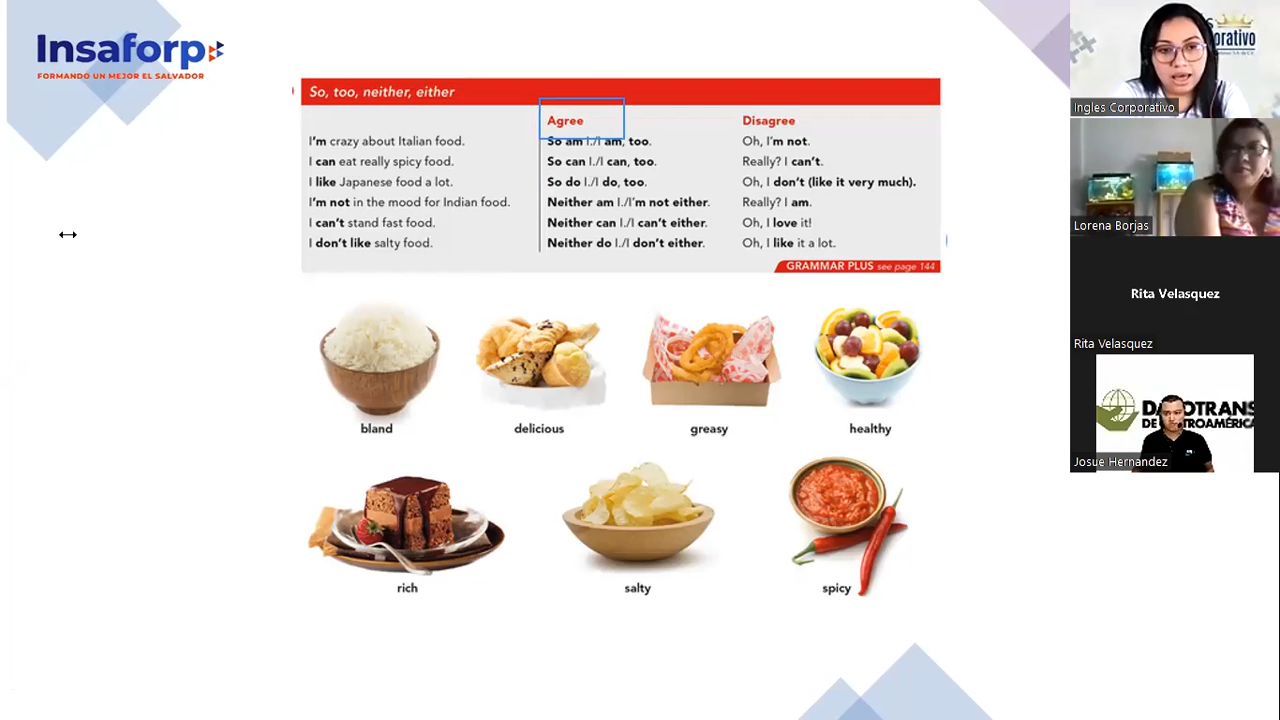 Insaforp
FORMANDO UN MEJOR EL SALVADOR
So, too, neither, either
Agree Disagree
I'm crazy about Italian food. So am I./I am, too. Oh, I'm not.
I can eat really spicy food. So can I./I can, too. Really? I can't.
I like Japanese food a lot. So do I./I do, too. Oh, I don't (like it very much).
I'm not in the mood for Indian food. Neither am I./I'm not either. Really? I am.
I can't stand fast food. Neither can I./I can't either. Oh, I love it!
I don't like salty food. Neither do I./I don't either. Oh, I like it a lot.
GRAMMAR PLUS see page 144
bland delicious greasy healthy
rich salty spicy
orporativo
Ingles Corporativo
Lorena Borjas
Rita Velasquez
Rita Velasquez
DE
Josue Hernandez